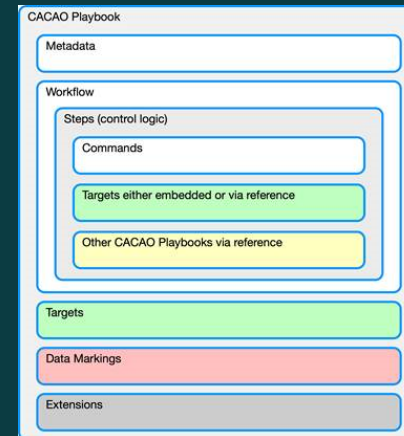 CACAO Playbook
Metadata
Workflow
Steps (control logic)
Commands
Targets either embedded or via reference
Other CACAO Playbooks via reference
Targets
Data Markings
Extensions